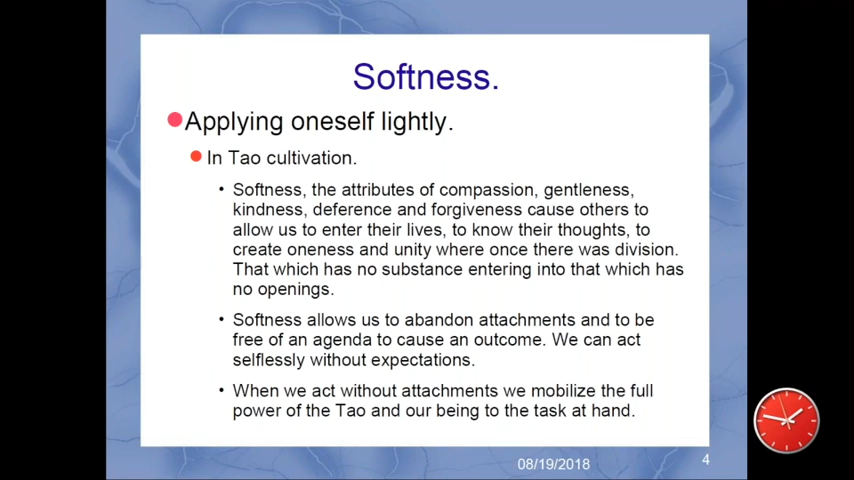 Softness.
Applying oneself lightly.
In Tao cultivation.
Softness, the attributes of compassion, gentleness,
kindness, deference and forgiveness cause others to
allow us to enter their lives, to know their thoughts, to
create oneness and unity where once there was division.
That which has no substance entering into that which has
no openings.
Softness allows us to abandon attachments and to be
free of an agenda to cause an outcome. We can act
selflessly without expectations.
When we act without attachments we mobilize the full
power of the Tao and our being to the task at hand.
08/19/2018
4